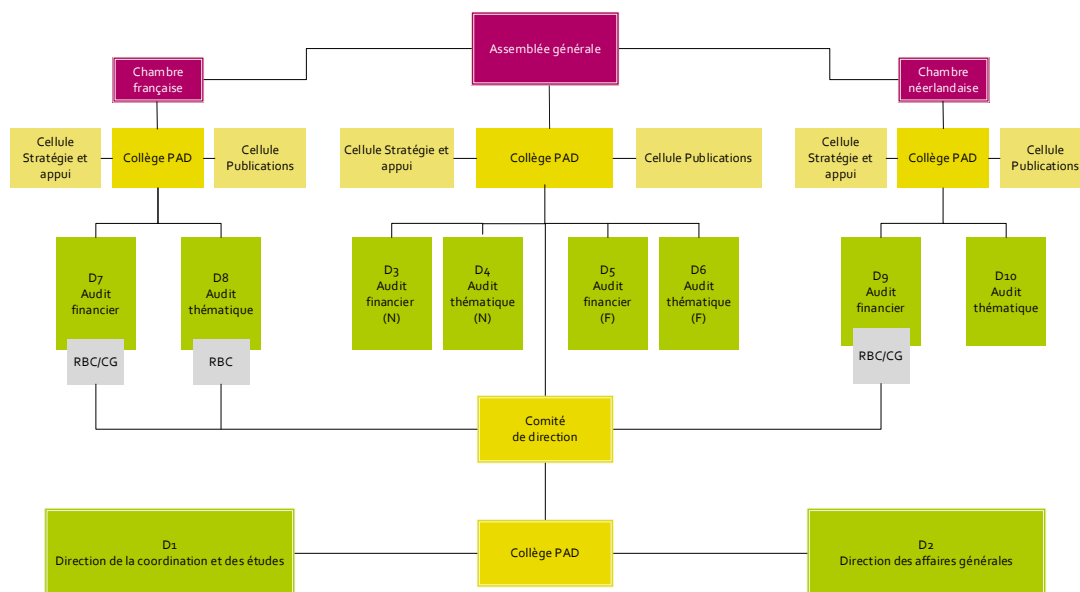 Assemblée générale
Chambre
française
Chambre
néerlandaise
Cellule
Stratégie et
appui
Collège PAD
Cellule
Publications
Cellule Stratégie et
appui
Collège PAD
Cellule Publications
Cellule
Stratégie et
appui
Collège PAD
Cellule
Publications
D7
Audit
financier
D8
Audit
thématique
D3
Audit
financier
(N)
D4
Audit
thématique
(N)
D5
Audit
financier
(F)
D6
Audit
thématique
(F)
D9
Audit
financier
D10
Audit
thématique
RBC/CG
RBC
RBC/CG
Comité
de direction
D1
Direction de la coordination et des études
Collège PAD
D2
Direction des affaires générales